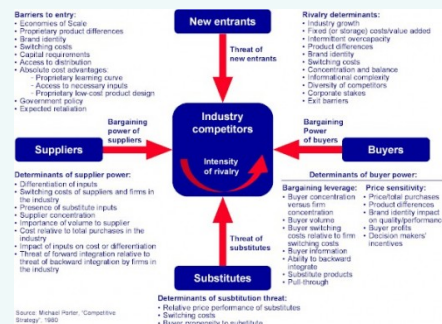 Barriers to entry:
• Economies of Scale
• Proprietary product differences
• Brand identity
• Switching costs
• Capital requirements
• Access to distribution
• Absolute cost advantages:
- Proprietary learning curve
- Access to necessary inputs
- Proprietary low-cost product design
• Government policy
• Expected retaliation
New entrants
Threat of
new entrants
Rivalry determinants:
• Industry growth
• Fixed (or storage) costs/value added
• Intermittent overcapacity
• Product differences
• Brand identity
• Switching costs
• Concentration and balance
• Informational complexity
• Diversity of competitors
• Corporate stakes
• Exit barriers
Bargaining
power of
suppliers
Suppliers
Industry
competitors
Intensity
of rivalry
Bargaining
Power
of buyers
Buyers
Determinants of supplier power:
• Differentiation of inputs
• Switching costs of suppliers and firms in
the industry
• Presence of substitute inputs
• Supplier concentration
• Importance of volume to supplier
• Cost relative to total purchases in the
industry
• Impact of inputs on cost or differentiation
• Threat of forward integration relative to
threat of backward integration by firms in
the industry
Threat of
substitutes
Substitutes
Determinants of buyer power:
Bargaining leverage:
• Buyer concentration
versus firm
concentration
• Buyer volume
• Buyer switching
costs relative to firm
switching costs
• Buyer information
• Ability to backward
integrate
• Substitute products
• Pull-through
Price sensitivity:
• Price/total purchases
• Product differences
• Brand identity impact
on quality/performance
• Buyer profits
• Decision makers'
incentives
Determinants of susbtitution threat:
• Relative price performance of substitutes
• Switching costs
• Buyer propensity to substitute
Source: Michael Porter, 'Competitive
Strategy', 1980